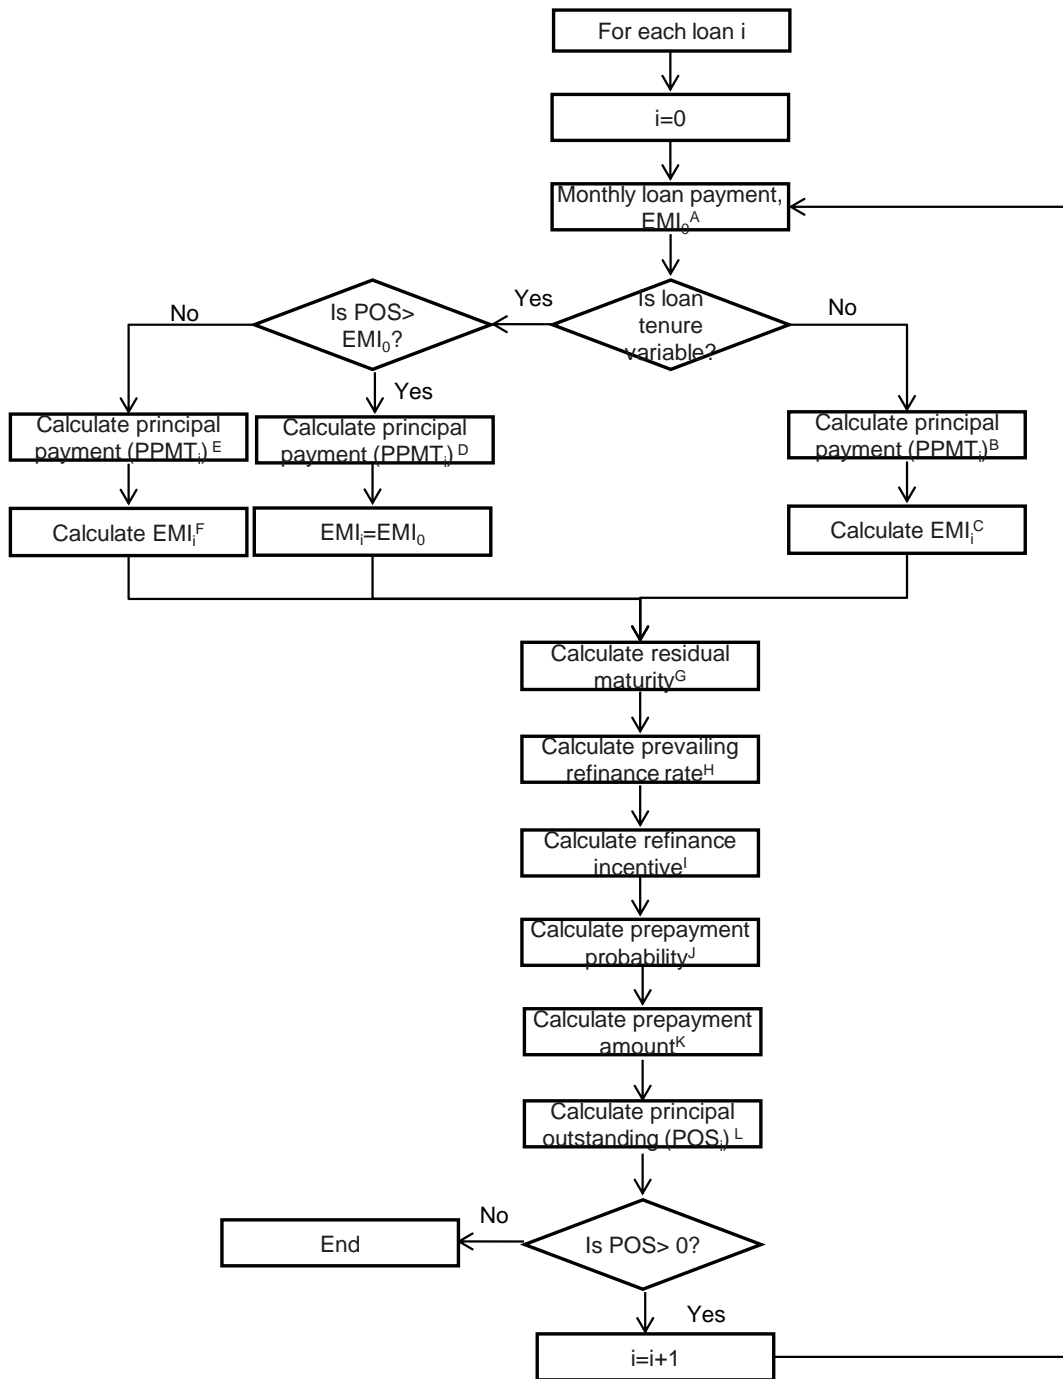 For each loan i
i=0
Monthly loan payment,
EMI₀ᴬ
Is loan
tenure
variable?
Yes
No
Is POS>
EMI₀?
No
Yes
Calculate principal
payment (PPMTᵢ) ᴱ
Calculate principal
payment (PPMTᵢ) ᴰ
Calculate principal
payment (PPMTᵢ)ᴮ
Calculate EMIᵢF
EMIᵢ=EMI₀
Calculate EMIᵢC
Calculate residual
maturityᴳ
Calculate prevailing
refinance rateᴴ
Calculate refinance
incentiveᴵ
Calculate prepayment
probabilityᴶ
Calculate prepayment
amountᴷ
Calculate principal
outstanding (POSᵢ) ᴸ
Is POS> 0?
No
End
Yes
i=i+1